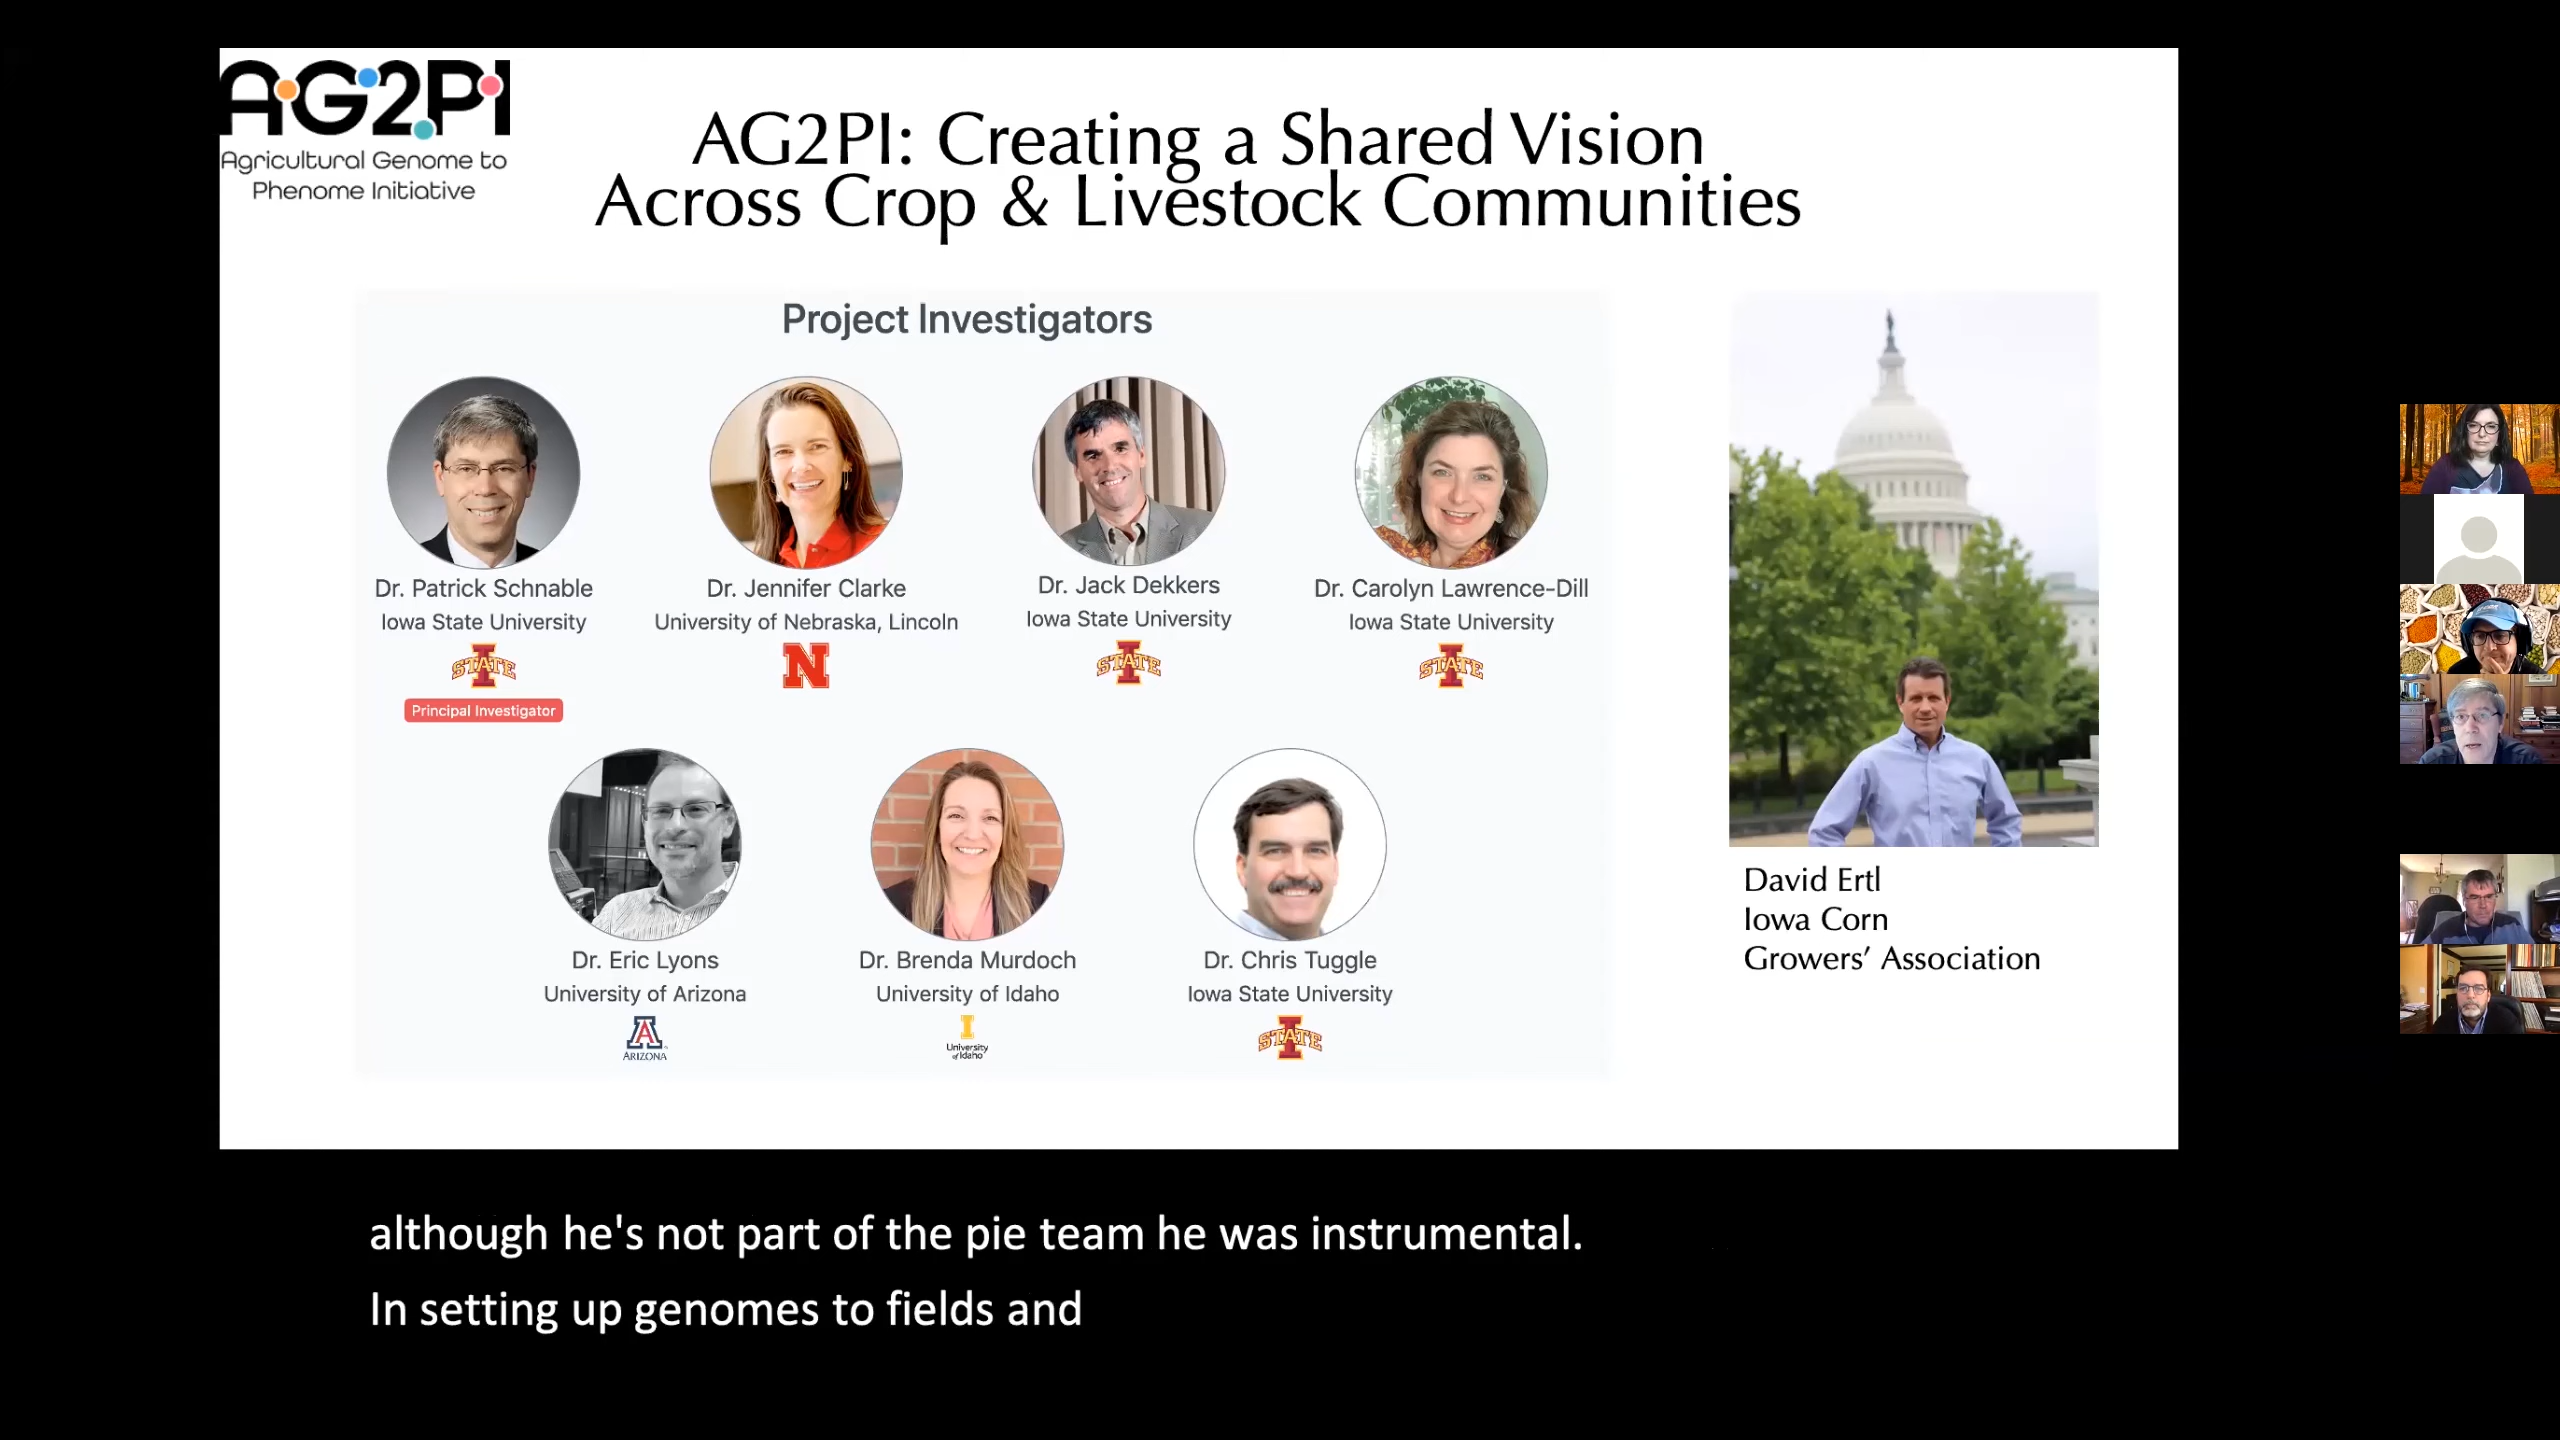 AG2PI
Agricultural Genome to
Phenome Initiative
AG2PI: Creating a Shared Vision
Across Crop & Livestock Communities
Project Investigators
Dr. Patrick Schnable
Iowa State University
STATE
Principal Investigator
Dr. Jennifer Clarke
University of Nebraska, Lincoln
N
Dr. Jack Dekkers
Iowa State University
STATE
Dr. Carolyn Lawrence-Dill
Iowa State University
STATE
Dr. Eric Lyons
University of Arizona
A
ARIZONA
Dr. Brenda Murdoch
University of Idaho
I
University
of Idaho
Dr. Chris Tuggle
Iowa State University
STATE
David Ertl
Iowa Corn
Growers’ Association
although he's not part of the pie team he was instrumental.
In setting up genomes to fields and